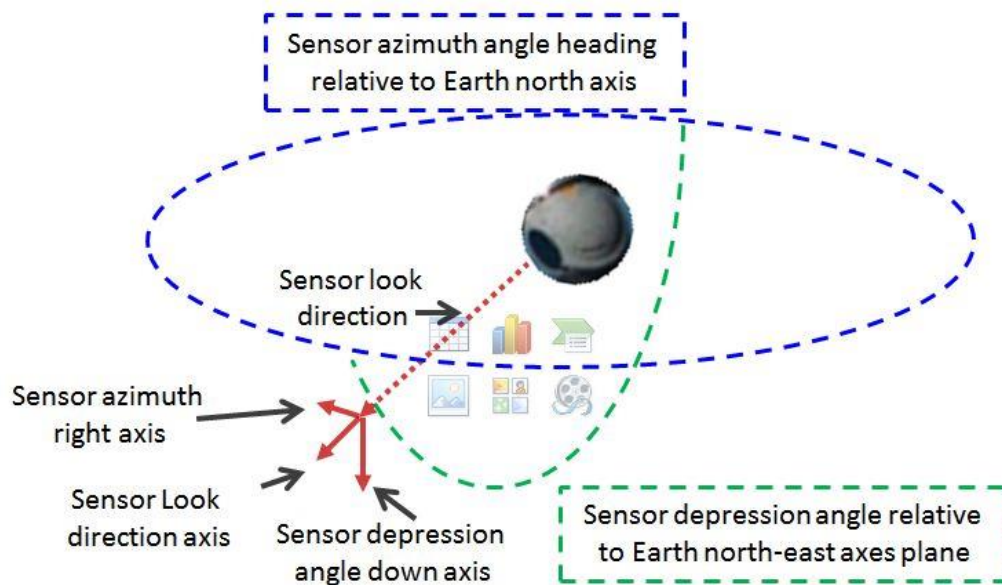 Sensor azimuth angle heading
relative to Earth north axis
Sensor look
direction
Sensor azimuth
right axis
Sensor Look
direction axis
Sensor depression
angle down axis
Sensor depression angle relative
to Earth north-east axes plane